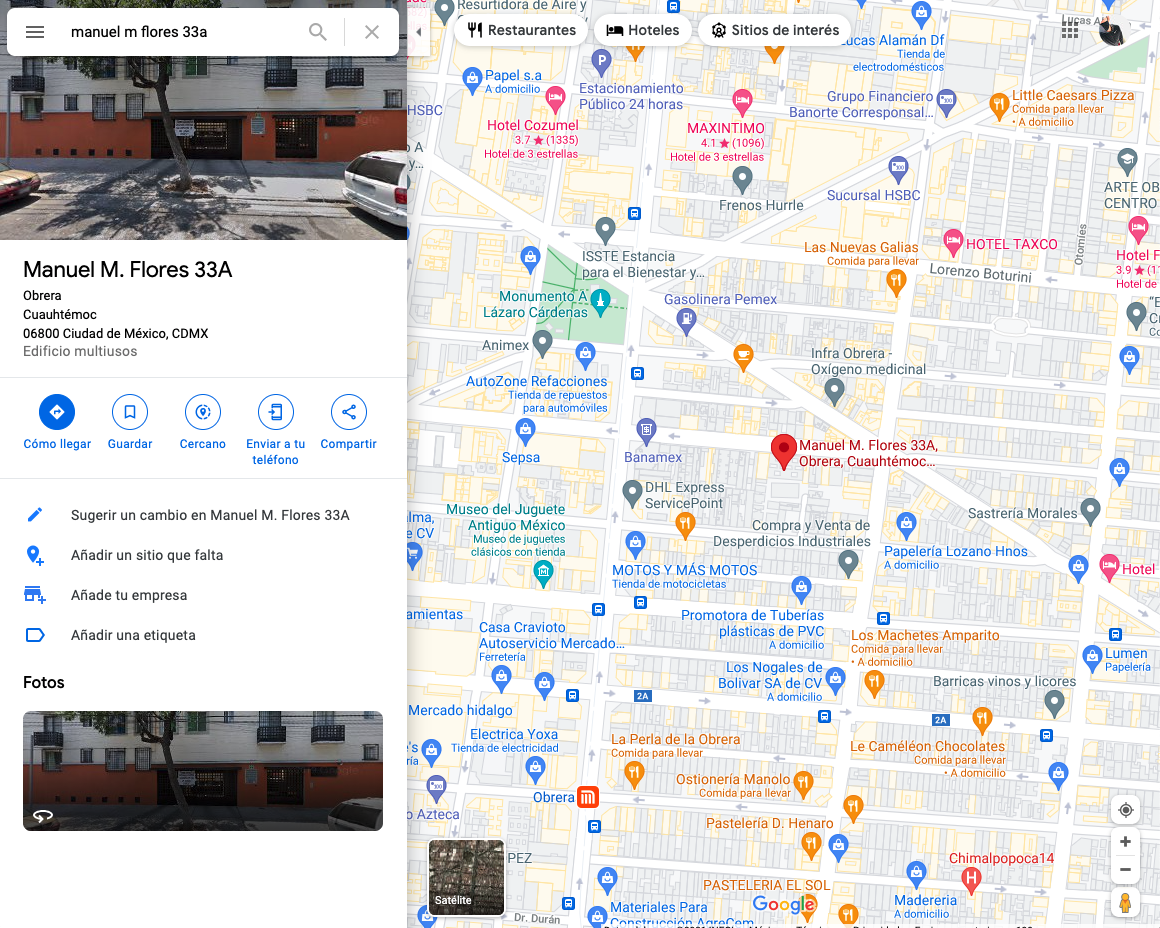 manuel m flores 33a
Manuel M. Flores 33A
Obrera
Cuauhtémoc
06800 Ciudad de México, CDMX
Edificio multiusos
Cómo llegar
Guardar
Cercano
Enviar a tu
teléfono
Compartir
Sugerir un cambio en Manuel M. Flores 33A
Añadir un sitio que falta
Añade tu empresa
Añadir una etiqueta
Fotos
Resurtidora de Aire y
Restaurantes
Hoteles
Sitios de interés
Lucas Alamán Df
Tienda de
electrodomésticos
Papel s.a
A domicilio
HSBC
Estacionamiento
Público 24 horas
Hotel Cozumel
3.7 ★ (1335)
Hotel de 3 estrellas
MAXINTIMO
4.1 ★ (1096)
Hotel de 3 estrellas
Grupo Financiero
Banorte Corresponsal...
Little Caesars Pizza
Comida para llevar
• A domicilio
Sucursal HSBC
Frenos Hurrle
ARTE OB
CENTRO
Otomíes
ISSTE Estancia
para el Bienestar y...
Las Nuevas Galias
Comida para llevar
HOTEL TAXCO
Lorenzo Boturini
Hotel F
3.9 ★ (11
Hotel de
Monumento A
Lázaro Cárdenas
Gasolinera Pemex
Animex
Infra Obrera -
Oxígeno medicinal
AutoZone Refacciones
Tienda de repuestos
para automóviles
Sepsa
Banamex
Manuel M. Flores 33A,
Obrera, Cuauhtémoc...
DHL Express
ServicePoint
Museo del Juguete
Antiguo México
Museo de juguetes
clásicos con tienda
lma,
e CV
Compra y Venta de
Desperdicios Industriales
Sastrería Morales
Papelería Lozano Hnos
A domicilio
MOTOS Y MÁS MOTOS
Tienda de motocicletas
Hotel
amientas
Promotora de Tuberías
plásticas de PVC
A domicilio
Casa Cravioto
Autoservicio Mercado...
Ferretería
Los Machetes Amparito
Comida para llevar
• A domicilio
Lumen
Papelería
Los Nogales de
Bolivar SA de CV
A domicilio
Barricas vinos y licores
2A
2A
Mercado hidalgo
Electrica Yoxa
Tienda de electricidad
La Perla de la Obrera
Comida para llevar
Le Caméléon Chocolates
Comida para llevar
• A domicilio
Ostionería Manolo
Comida para llevar
Obrera
o Azteca
Pastelería D. Henaro
PEZ
Chimalpopoca14
PASTELERIA EL SOL
Satélite
Google
Madereria
A domicilio
Materiales Para
Construcción AgreCem
Dr. Durán